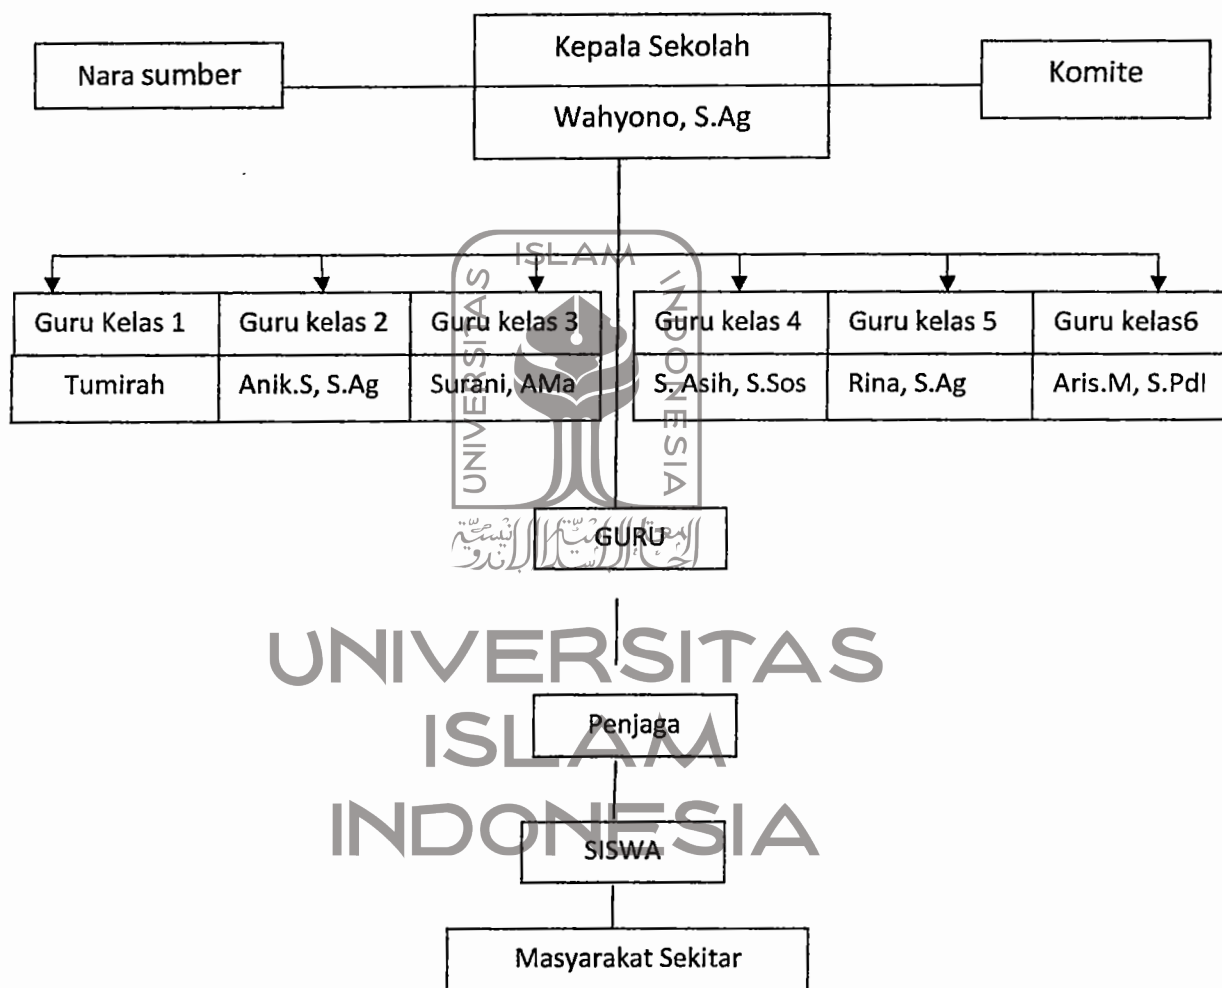 Nara sumber
Kepala Sekolah
Wahyono, S.Ag
Komite
Guru Kelas 1
Guru kelas 2
Guru kelas 3
Guru kelas 4
Guru kelas 5
Guru kelas6
Tumirah
Anik.S, S.Ag
Surani, AMa
S. Asih, S.Sos
Rina, S.Ag
Aris.M, S.PdI
ISLAM
UNIVERSITAS
INDONESIA
GURU
UNIVERSITAS
ISLAM
INDONESIA
Penjaga
SISWA
Masyarakat Sekitar